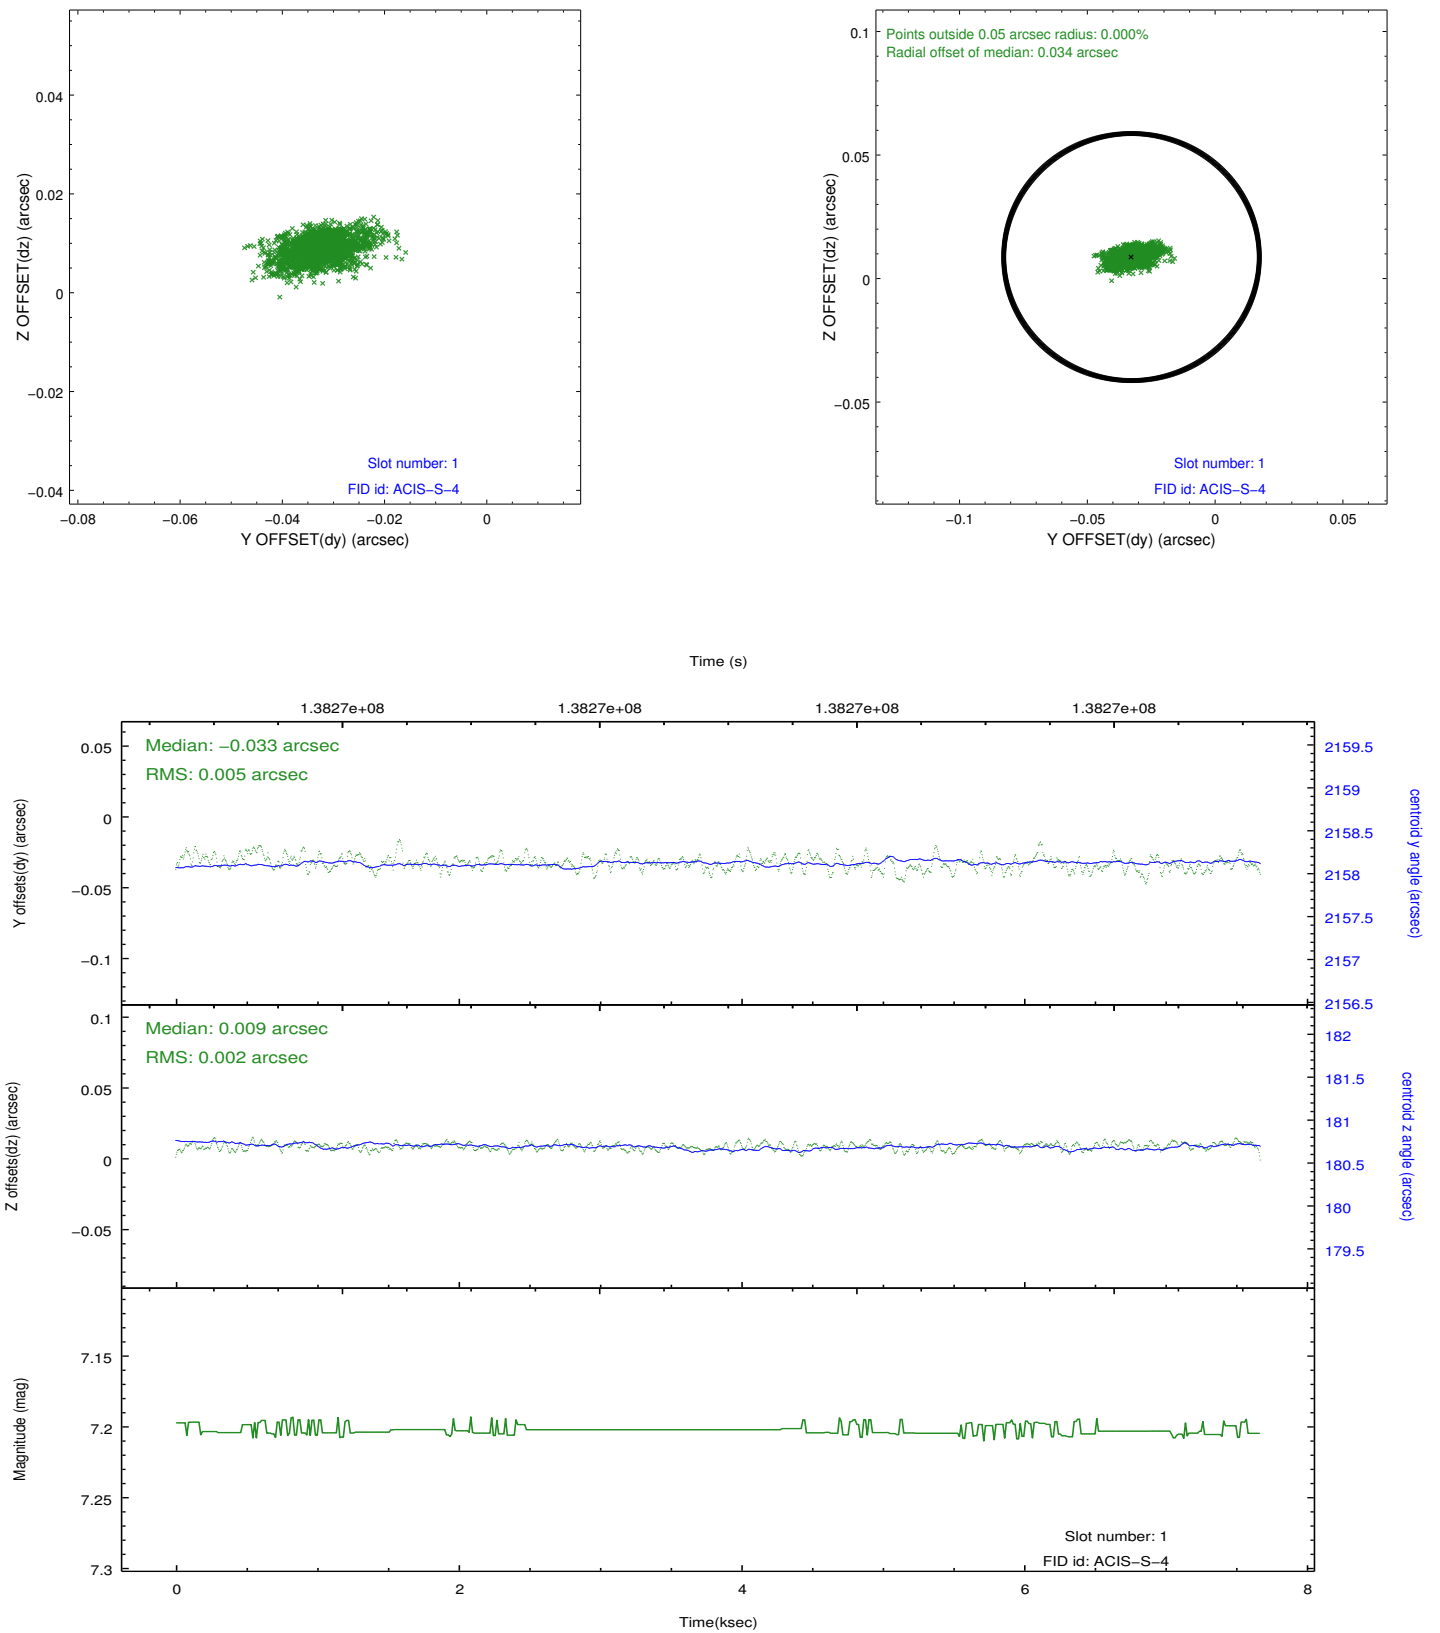 0.04
0.02
0
−0.02
−0.04
Z OFFSET(dz) (arcsec)
Slot number: 1
FID id: ACIS−S−4
−0.08 −0.06 −0.04 −0.02 0
Y OFFSET(dy) (arcsec)
Points outside 0.05 arcsec radius: 0.000%
Radial offset of median: 0.034 arcsec
0.1
0.05
0
−0.05
Z OFFSET(dz) (arcsec)
Slot number: 1
FID id: ACIS−S−4
−0.1 −0.05 0 0.05
Y OFFSET(dy) (arcsec)
Time (s)
1.3827e+08 1.3827e+08 1.3827e+08 1.3827e+08
Median: −0.033 arcsec
RMS: 0.005 arcsec
0.05
0
−0.05
−0.1
Y offsets(dy) (arcsec)
2159.5
2159
2158.5
2158
2157.5
2157
2156.5
centroid y angle (arcsec)
Median: 0.009 arcsec
RMS: 0.002 arcsec
0.1
0.05
0
−0.05
Z offsets(dz) (arcsec)
182
181.5
181
180.5
180
179.5
centroid z angle (arcsec)
7.15
7.2
7.25
7.3
Magnitude (mag)
Slot number: 1
FID id: ACIS−S−4
0 2 4 6 8
Time(ksec)